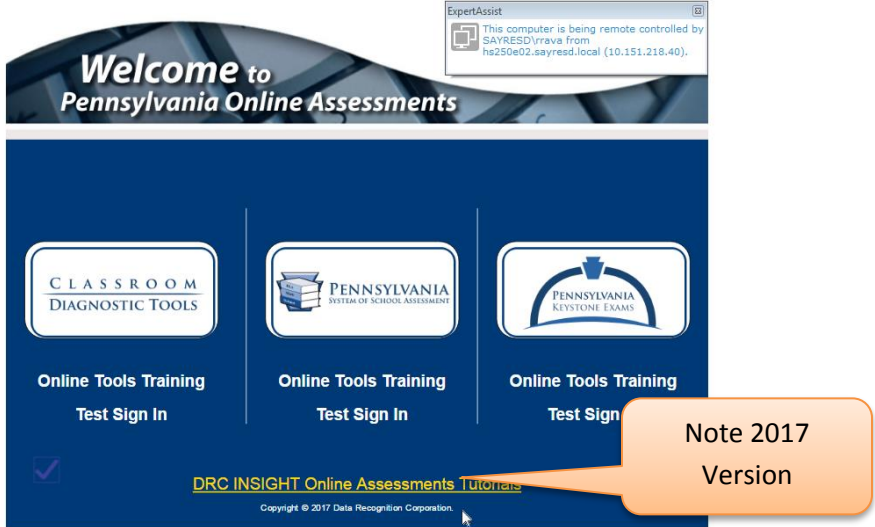 ExpertAssist
This computer is being remote controlled by
SAYRESD\rrava from
hs250e02.sayresd.local (10.151.218.40).
Welcome to
Pennsylvania Online Assessments
CLASSROOM
DIAGNOSTIC TOOLS
PENNSYLVANIA
SYSTEM OF SCHOOL ASSESSMENT
PENNSYLVANIA
KEYSTONE EXAMS
Online Tools Training
Test Sign In
Online Tools Training
Test Sign In
Online Tools Training
Test Sign
DRC INSIGHT Online Assessments Tutorials
Copyright © 2017 Data Recognition Corporation.
Note 2017
Version